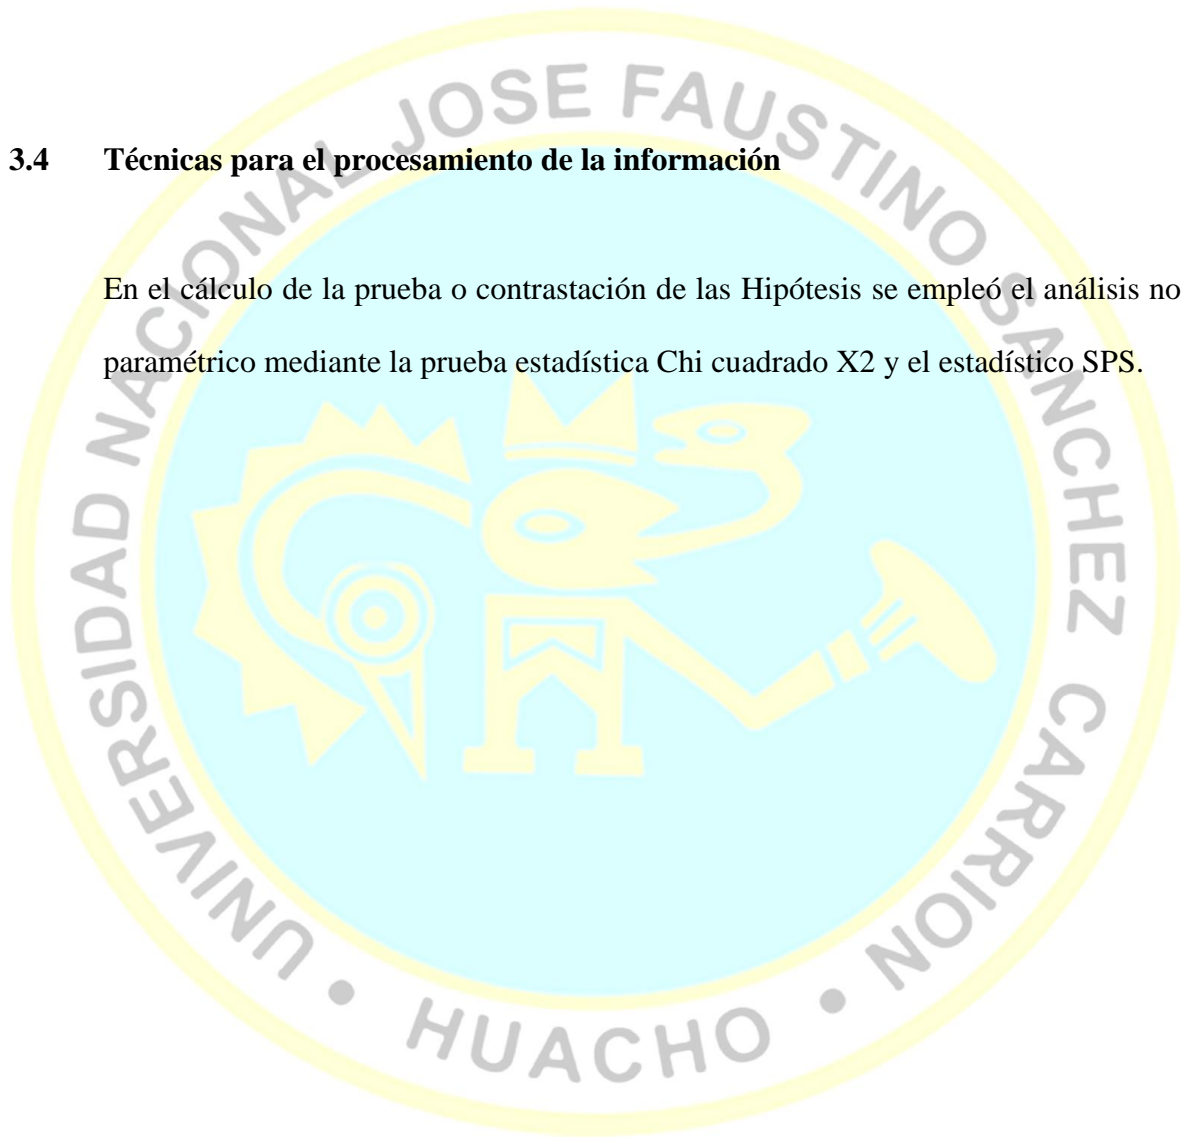 3.4 Técnicas para el procesamiento de la información
En el cálculo de la prueba o contrastación de las Hipótesis se empleó el análisis no
paramétrico mediante la prueba estadística Chi cuadrado X2 y el estadístico SPS.
UNIVERSIDAD NACIONAL JOSE FAUSTINO SANCHEZ CARRION
• HUACHO •